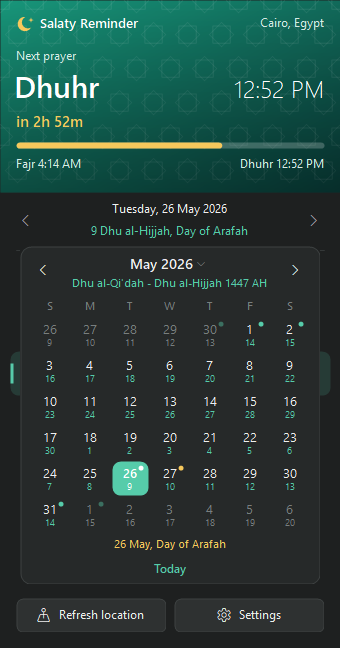 Salaty Reminder Cairo, Egypt
Next prayer
Dhuhr 12:52 PM
in 2h 52m
Fajr 4:14 AM Dhuhr 12:52 PM
Tuesday, 26 May 2026
9 Dhu al-Hijjah, Day of Arafah
May 2026
Dhu al-Qi'dah - Dhu al-Hijjah 1447 AH
S M T W T F S
26 27 28 29 30 1 2
9 10 11 12 13 14 15
3 4 5 6 7 8 9
16 17 18 19 20 21 22
10 11 12 13 14 15 16
23 24 25 26 27 28 29
17 18 19 20 21 22 23
30 1 2 3 4 5 6
24 25 26 27 28 29 30
7 8 9 10 11 12 13
31 1 2 3 4 5 6
14 15 16 17 18 19 20
26 May, Day of Arafah
Today
Refresh location Settings